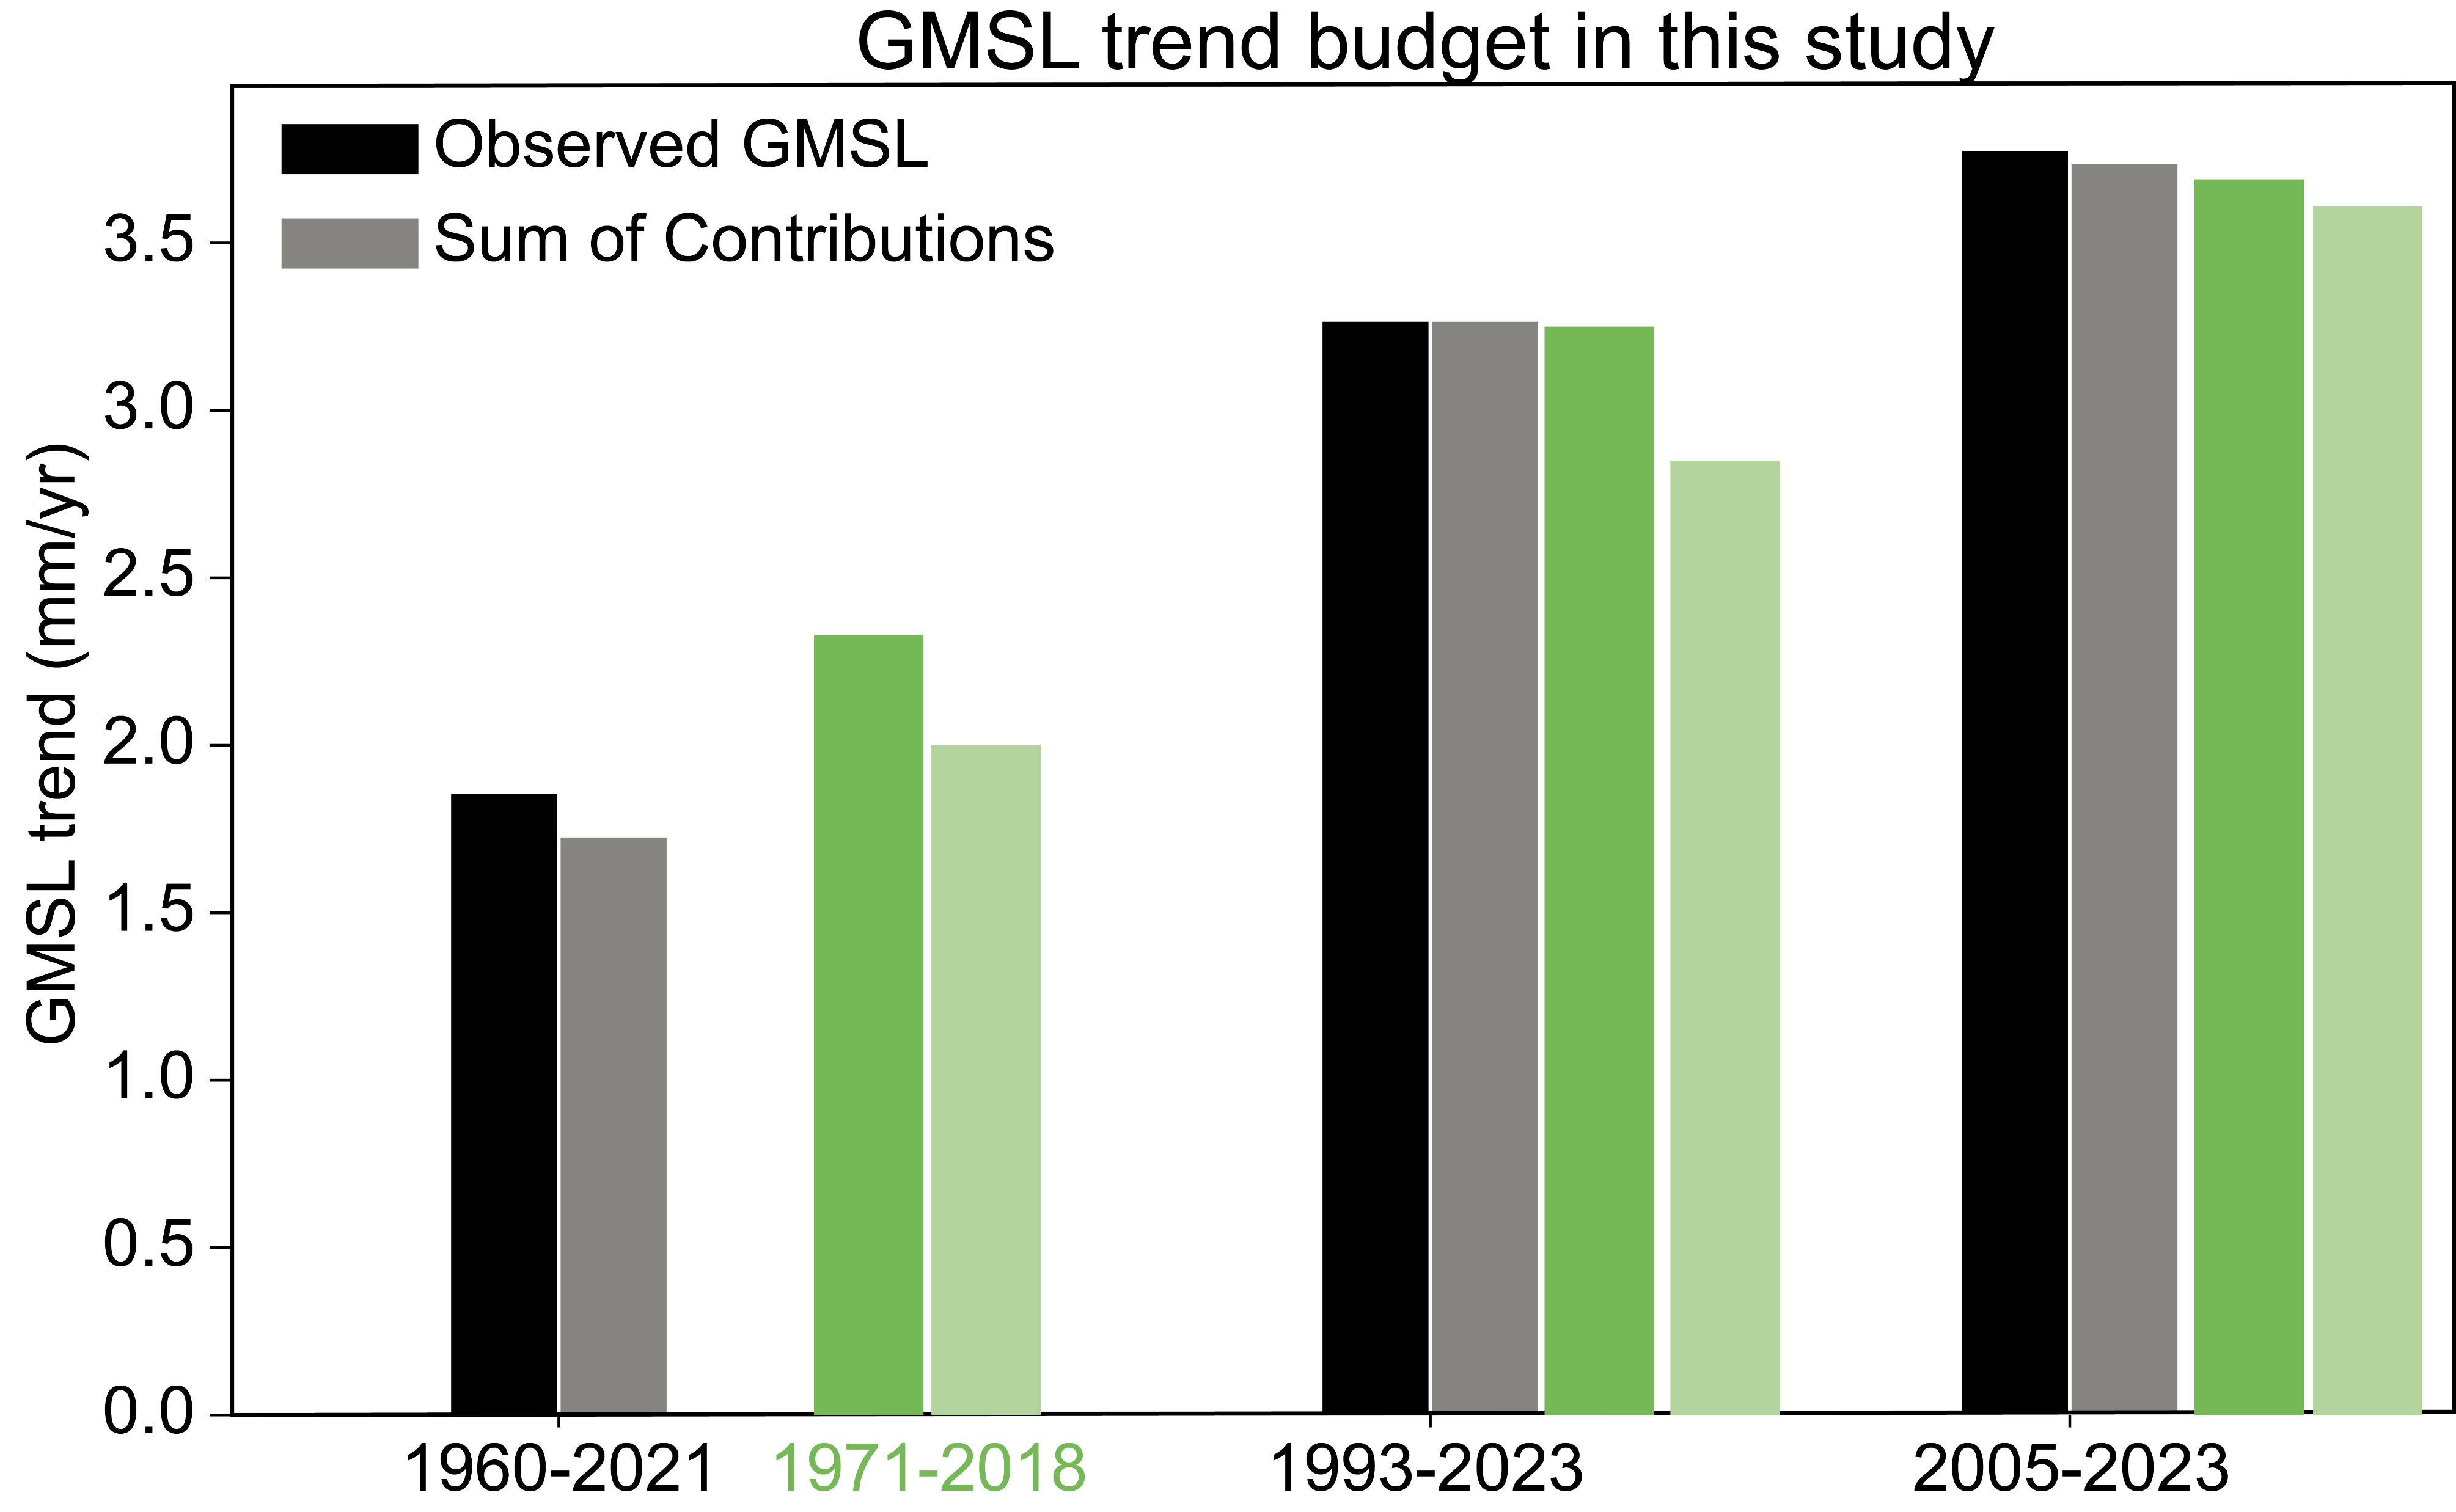 GMSL trend budget in this study
Observed GMSL
Sum of Contributions
GMSL trend (mm/yr)
3.5
3.0
2.5
2.0
1.5
1.0
0.5
0.0
1960-2021 1971-2018 1993-2023 2005-2023